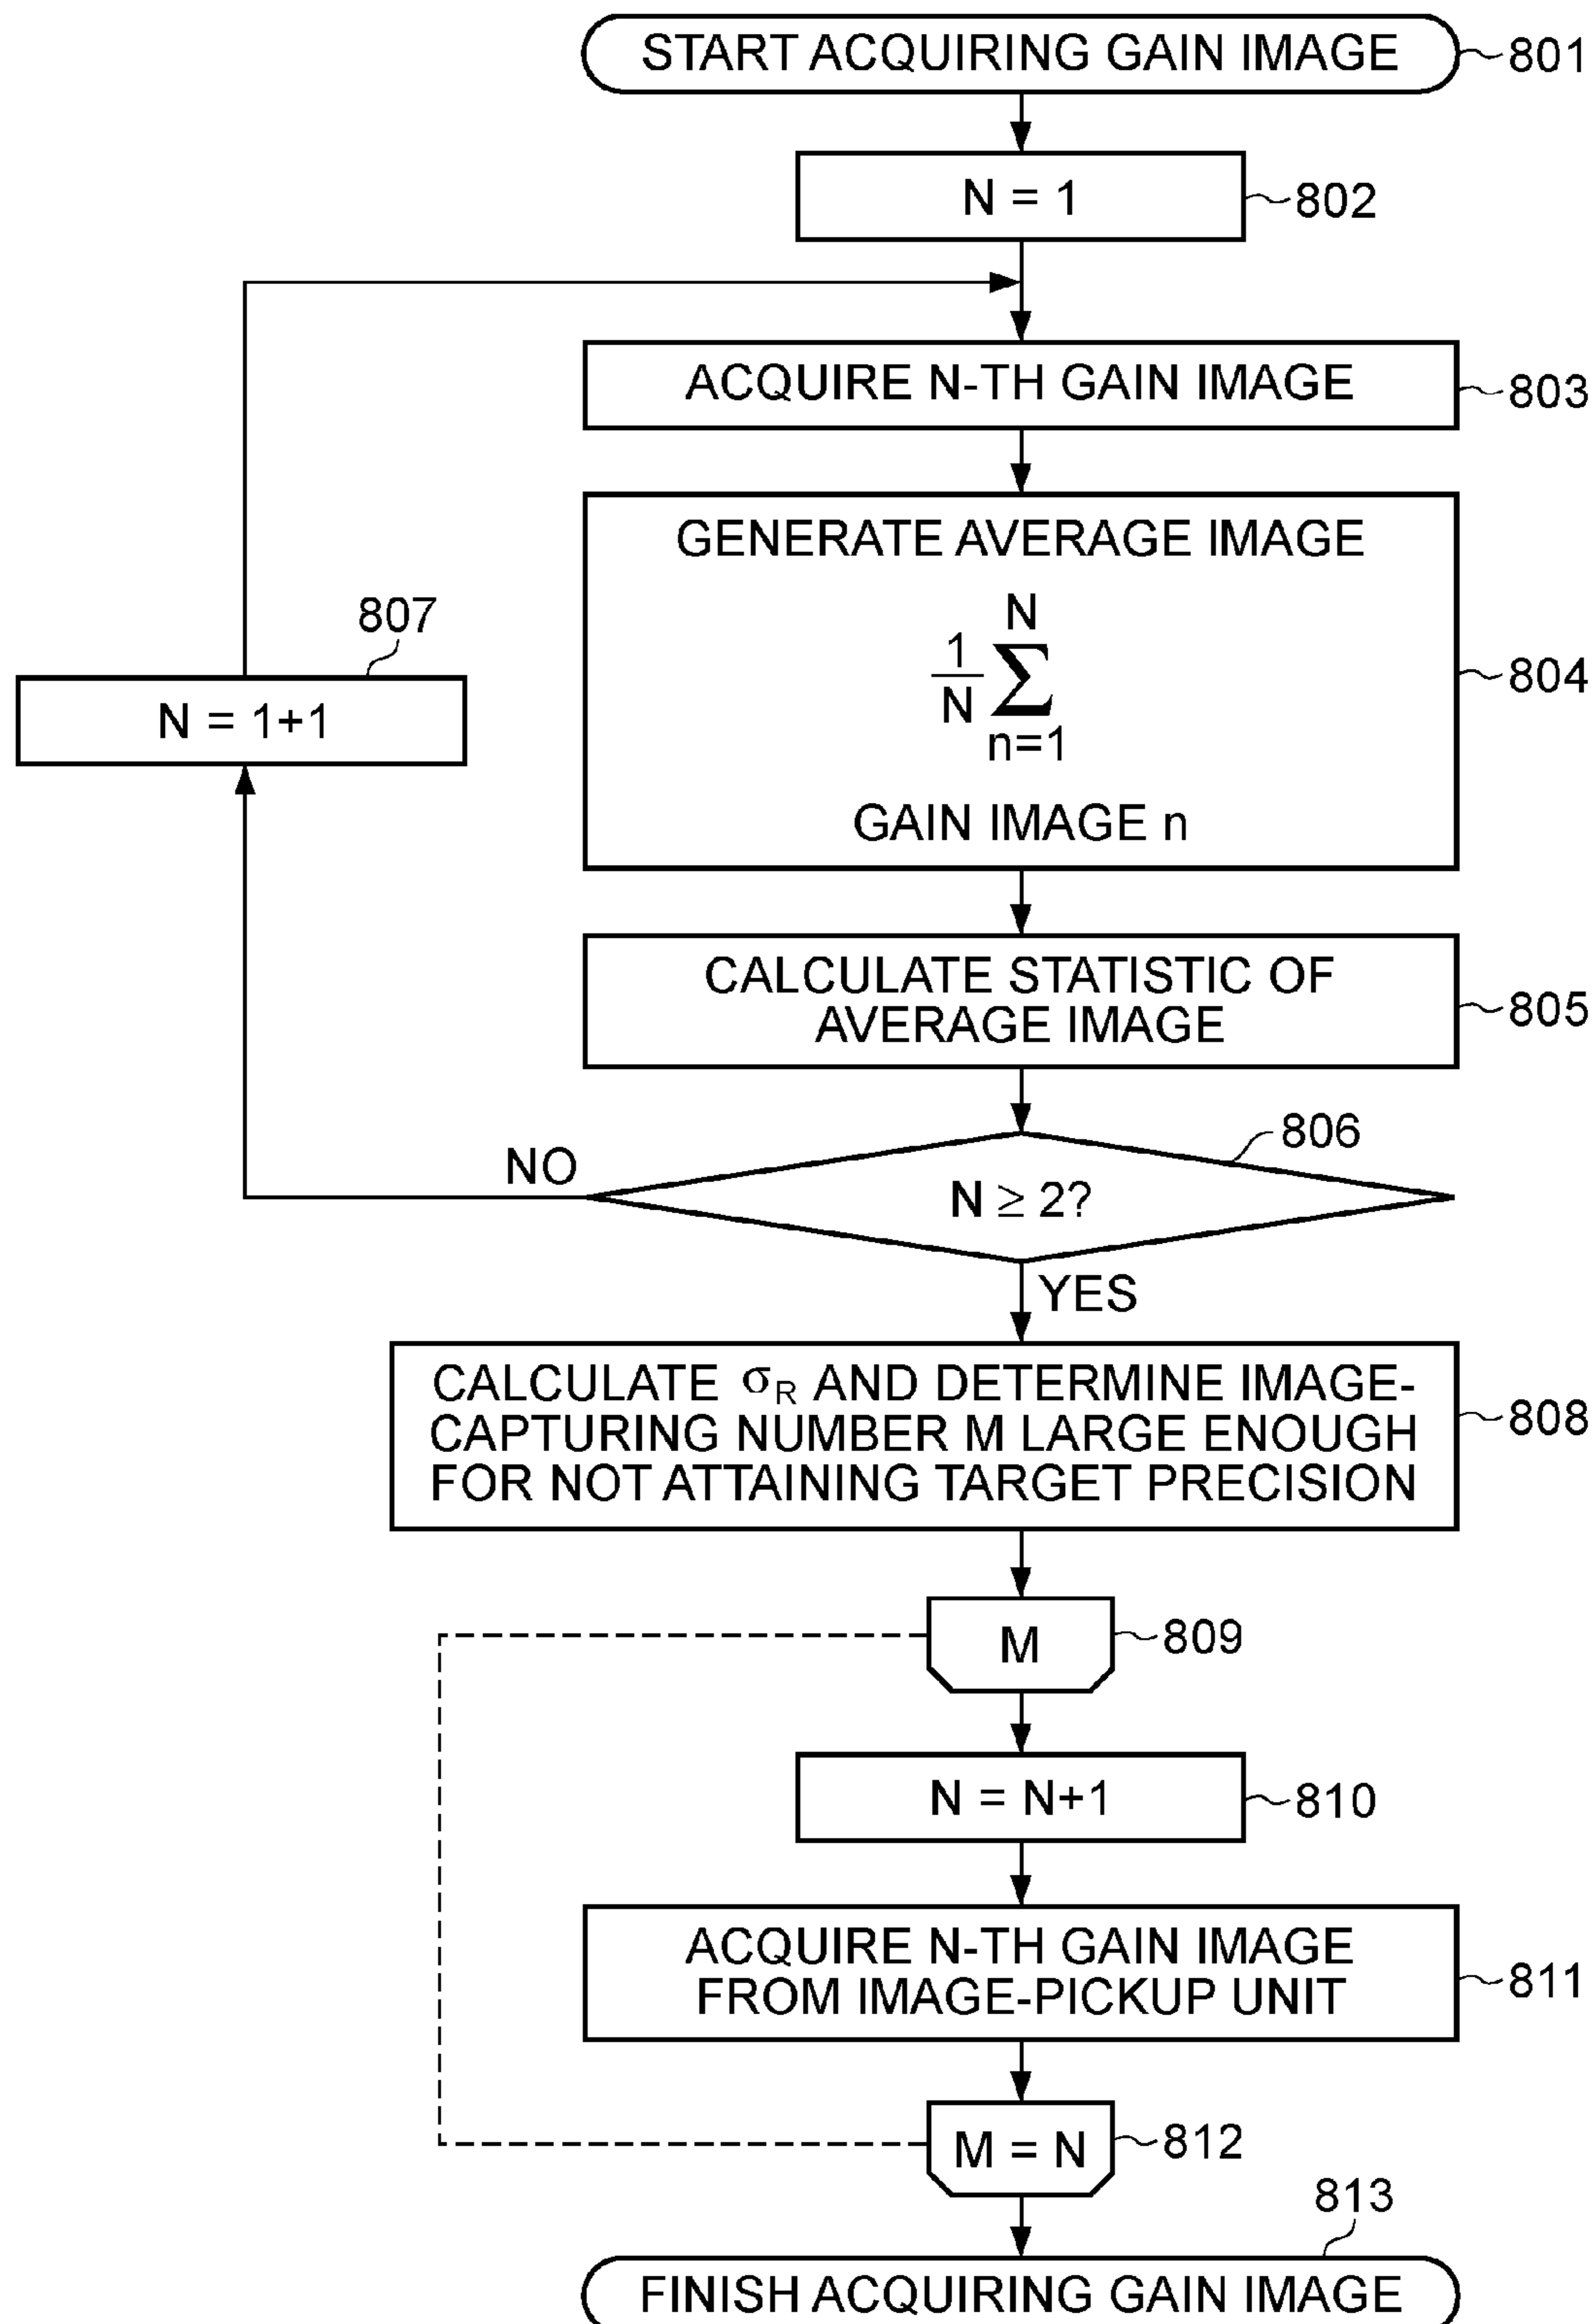 START ACQUIRING GAIN IMAGE
801
N = 1
802
ACQUIRE N-TH GAIN IMAGE
803
GENERATE AVERAGE IMAGE
N
1
N
∑
n=1
GAIN IMAGE n
804
807
N = 1+1
CALCULATE STATISTIC OF
AVERAGE IMAGE
805
806
NO
N ≥ 2?
YES
CALCULATE σR AND DETERMINE IMAGE-
CAPTURING NUMBER M LARGE ENOUGH
FOR NOT ATTAINING TARGET PRECISION
808
M
809
N = N+1
810
ACQUIRE N-TH GAIN IMAGE
FROM IMAGE-PICKUP UNIT
811
M = N
812
813
FINISH ACQUIRING GAIN IMAGE